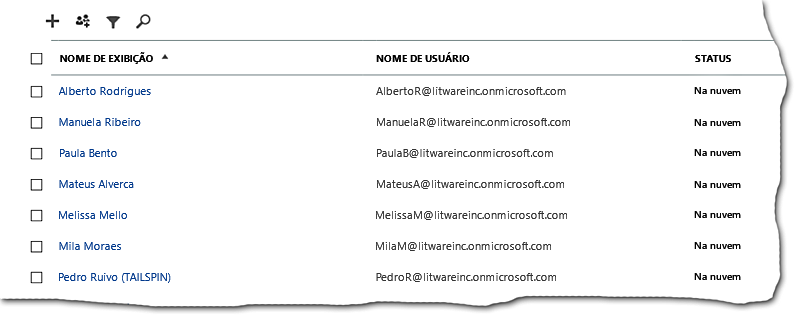 NOME DE EXIBIÇÃO NOME DE USUÁRIO STATUS
Alberto Rodrigues AlbertoR@litwareinc.onmicrosoft.com Na nuvem
Manuela Ribeiro ManuelaR@litwareinc.onmicrosoft.com Na nuvem
Paula Bento PaulaB@litwareinc.onmicrosoft.com Na nuvem
Mateus Alverca MateusA@litwareinc.onmicrosoft.com Na nuvem
Melissa Mello MelissaM@litwareinc.onmicrosoft.com Na nuvem
Mila Moraes MilaM@litwareinc.onmicrosoft.com Na nuvem
Pedro Ruivo (TAILSPIN) PedroR@litwareinc.onmicrosoft.com Na nuvem